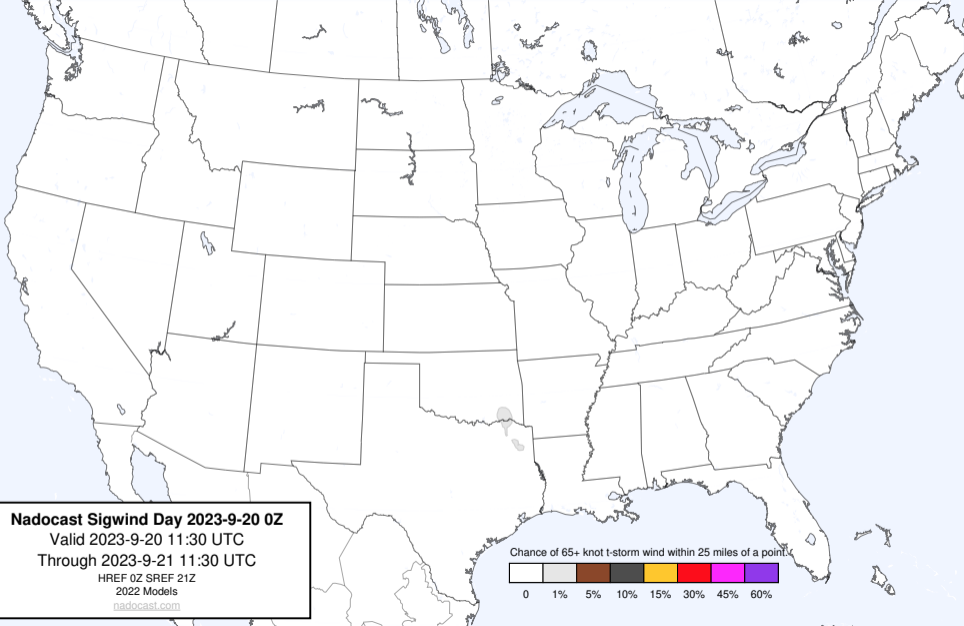 Nadocast Sigwind Day 2023-9-20 0Z
Valid 2023-9-20 11:30 UTC
Through 2023-9-21 11:30 UTC
HREF 0Z SREF 21Z
2022 Models
nadocast.com
Chance of 65+ knot t-storm wind within 25 miles of a point.
0 1% 5% 10% 15% 30% 45% 60%